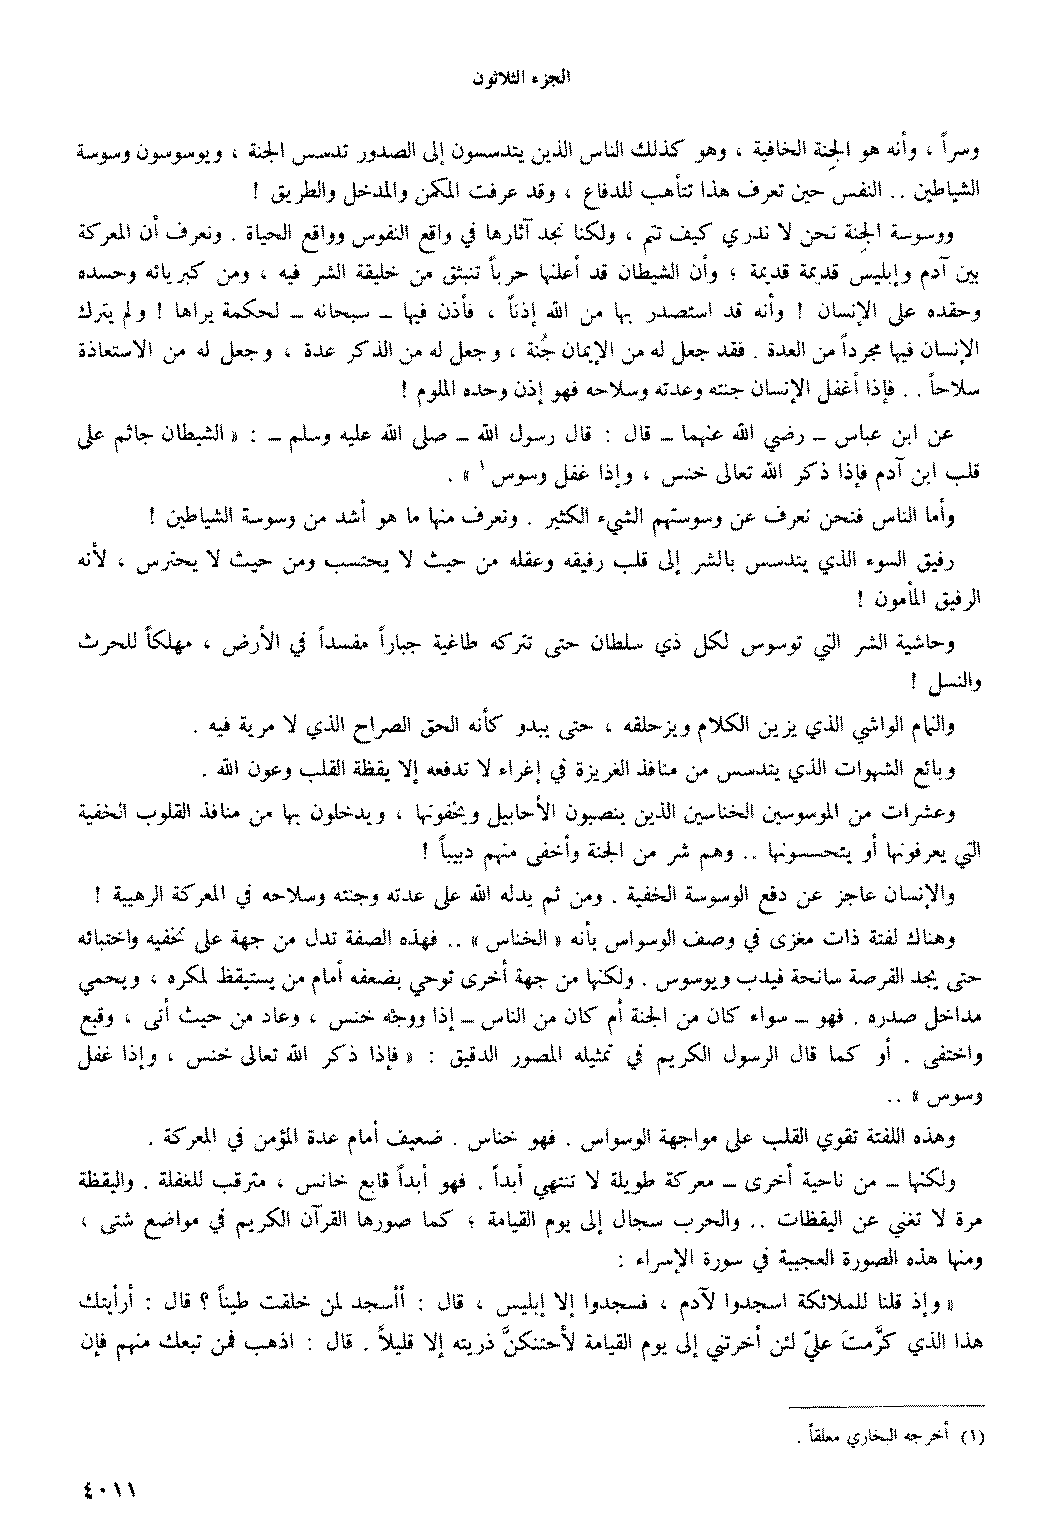 الجزء الثلاثون
وسراً ، وأنه هو الجِنة الخافية ، وهو كذلك الناس الذين يتدسسون إلى الصدور تدسس الجنة ، ويوسوسون وسوسة
الشياطين .. النفس حين تعرف هذا تتأهب للدفاع ، وقد عرفت المكمن والمدخل والطريق !
ووسوسة الجِنة نحن لا ندري كيف تتم ، ولكنا نجد آثارها في واقع النفوس وواقع الحياة . ونعرف أن المعركة
بين آدم وإبليس قديمة قديمة ؛ وأن الشيطان قد أعلنها حرباً تنبثق من خليقة الشر فيه ، ومن كبريائه وحسده
وحقده على الإنسان ! وأنه قد استصدر بها من الله إذناً ، فأذن فيها – سبحانه – لحكمة يراها ! ولم يترك
الإنسان فيها مجرداً من العدة . فقد جعل له من الإيمان جُنة ، وجعل له من الذكر عدة ، وجعل له من الاستعاذة
سلاحاً . . فإذا أغفل الإنسان جنته وعدته وسلاحه فهو إذن وحده الملوم !
عن ابن عباس – رضي الله عنهما – قال : قال رسول الله – صلى الله عليه وسلم – : « الشيطان جاثم على
قلب ابن آدم فإذا ذكر الله تعالى خنس ، وإذا غفل وسوس ١ » .
وأما الناس فنحن نعرف عن وسوستهم الشيء الكثير . ونعرف منها ما هو أشد من وسوسة الشياطين !
رفيق السوء الذي يتدسس بالشر إلى قلب رفيقه وعقله من حيث لا يحتسب ومن حيث لا يحترس ، لأنه
الرفيق المأمون !
وحاشية الشر التي توسوس لكل ذي سلطان حتى تتركه طاغية جباراً مفسداً في الأرض ، مهلكاً للحرث
والنسل !
والنمام الواشي الذي يزين الكلام ويزحلقه ، حتى يبدو كأنه الحق الصراح الذي لا مرية فيه .
وبائع الشهوات الذي يتدسس من منافذ الغريزة في إغراء لا تدفعه إلا يقظة القلب وعون الله .
وعشرات من الموسوسين الخناسين الذين ينصبون الأحابيل ويخفونها ، ويدخلون بها من منافذ القلوب الخفية
التي يعرفونها أو يتحسسونها .. وهم شر من الجِنة وأخفى منهم دبيباً !
والإنسان عاجز عن دفع الوسوسة الخفية . ومن ثم يدله الله على عدته وجنته وسلاحه في المعركة الرهيبة !
وهناك لفتة ذات مغزى في وصف الوسواس بأنه « الخناس » .. فهذه الصفة تدل من جهة على تخفيه واختبائه
حتى يجد الفرصة سانحة فيدب ويوسوس . ولكنها من جهة أخرى توحي بضعفه أمام من يستيقظ لمكره ، ويحمي
مداخل صدره . فهو – سواء كان من الجنة أم كان من الناس – إذا ووجه خنس ، وعاد من حيث أتى ، وقبع
واختفى . أو كما قال الرسول الكريم في تمثيله المصور الدقيق : « فإذا ذكر الله تعالى خنس ، وإذا غفل
وسوس » ..
وهذه اللفتة تقوي القلب على مواجهة الوسواس . فهو خناس . ضعيف أمام عدة المؤمن في المعركة .
ولكنها – من ناحية أخرى – معركة طويلة لا تنتهي أبداً . فهو أبداً قابع خانس ، مترقب للغفلة . واليقظة
مرة لا تغني عن اليقظات .. والحرب سجال إلى يوم القيامة ؛ كما صورها القرآن الكريم في مواضع شتى ،
ومنها هذه الصورة العجيبة في سورة الإسراء :
« وإذ قلنا للملائكة اسجدوا لآدم ، فسجدوا إلا إبليس ، قال : أأسجد لمن خلقت طيناً ؟ قال : أرأيتك
هذا الذي كرَّمتَ عليّ لئن أخرتني إلى يوم القيامة لأحتنكنَّ ذريته إلا قليلاً . قال : اذهب فمن تبعك منهم فإن
(١) أخرجه البخاري معلقاً .
٤٠١١